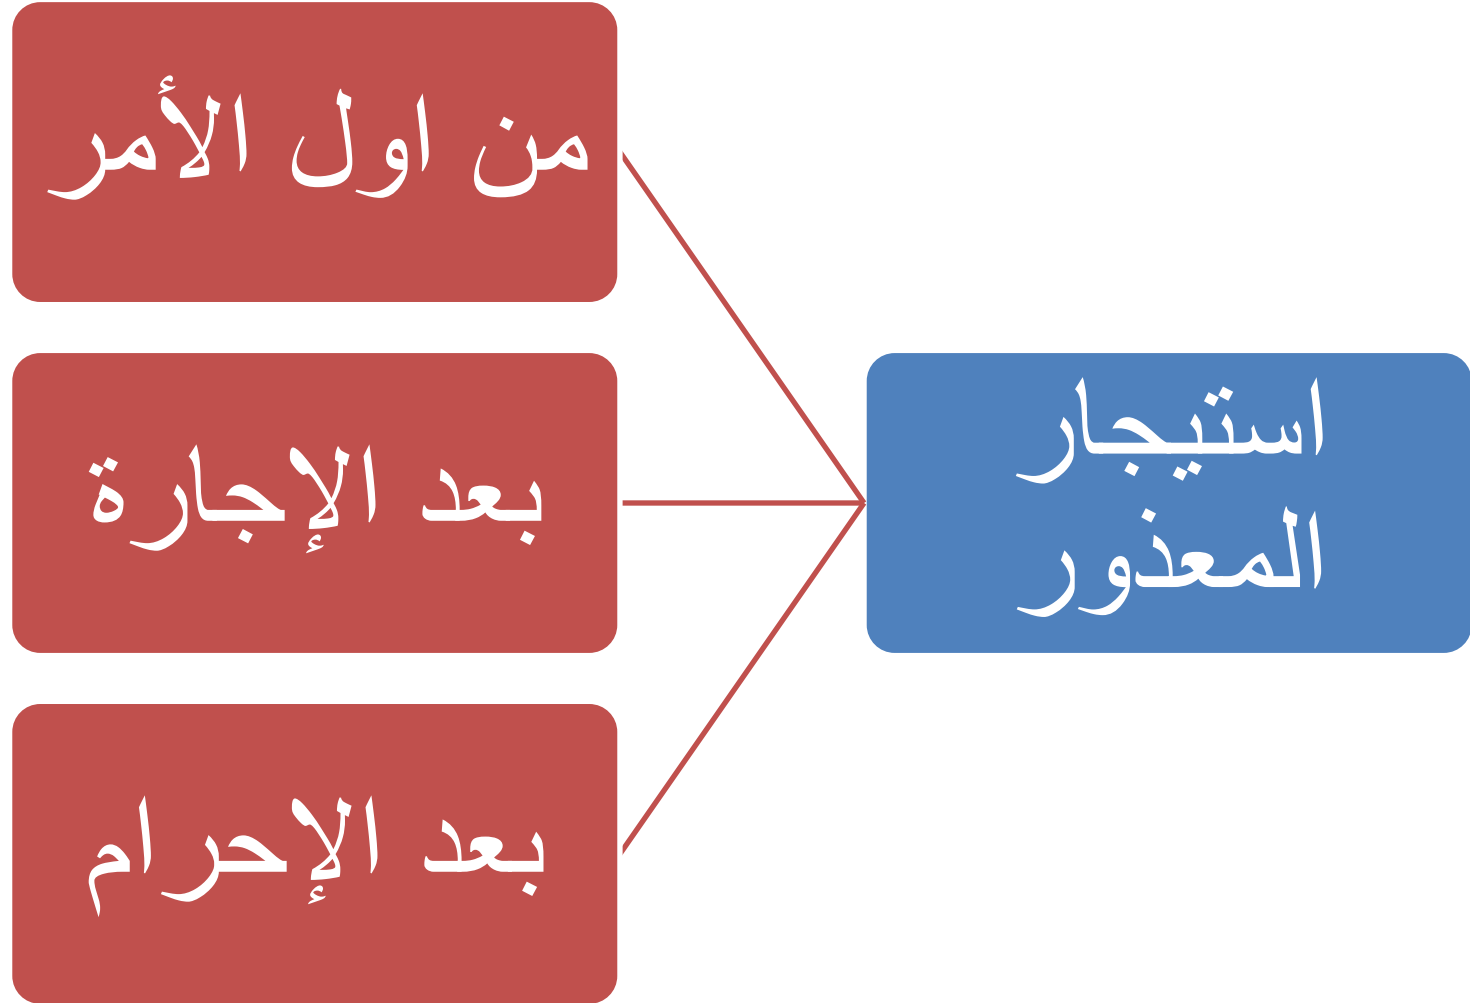 استيجار
المعذور
من اول الأمر
بعد الإجارة
بعد الإحرام